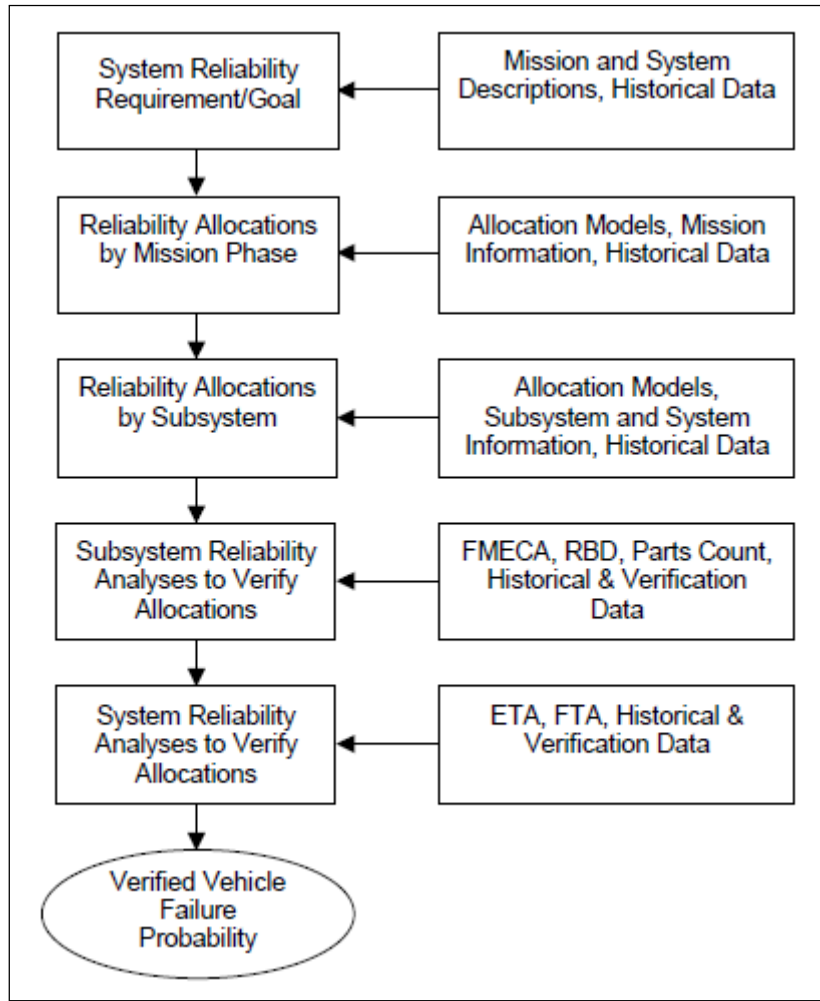 System Reliability
Requirement/Goal
Mission and System
Descriptions, Historical Data
Reliability Allocations
by Mission Phase
Allocation Models, Mission
Information, Historical Data
Reliability Allocations
by Subsystem
Allocation Models,
Subsystem and System
Information, Historical Data
Subsystem Reliability
Analyses to Verify
Allocations
FMECA, RBD, Parts Count,
Historical & Verification
Data
System Reliability
Analyses to Verify
Allocations
ETA, FTA, Historical &
Verification Data
Verified Vehicle
Failure
Probability